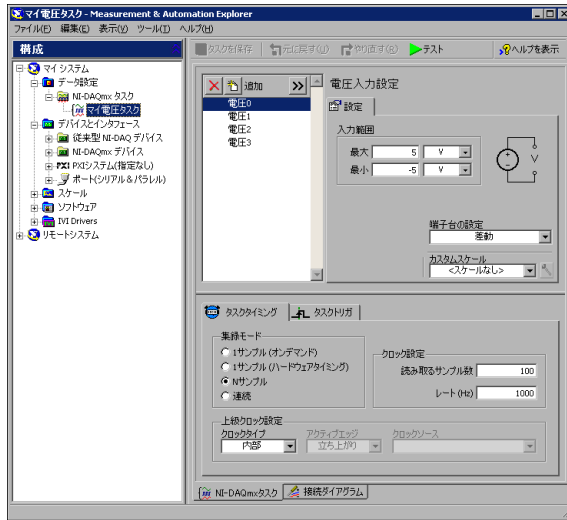 マイ電圧タスク - Measurement & Automation Explorer
ファイル(F) 編集(E) 表示(V) ツール(T) ヘルプ(H)
構成
タスクを保存 元に戻す(U) やり直す(R) テスト ヘルプを表示
マイ システム
データ設定
NI-DAQmx タスク
マイ電圧タスク
デバイスとインタフェース
従来型 NI-DAQ デバイス
NI-DAQmx デバイス
PXI PXIシステム(指定なし)
ポート(シリアル & パラレル)
スケール
ソフトウェア
IVI Drivers
リモートシステム
追加 >>
電圧0
電圧1
電圧2
電圧3
電圧入力設定
設定
入力範囲
最大 5 V
最小 -5 V
V
端子台の設定
差動
カスタムスケール
<スケールなし>
タスクタイミング タスクトリガ
集録モード
1サンプル (オンデマンド)
1サンプル (ハードウェアタイミング)
Nサンプル
連続
クロック設定
読み取るサンプル数 100
レート (Hz) 1000
上級クロック設定
クロックタイプ アクティブエッジ クロックソース
内部 立ち上がり
NI-DAQmxタスク 接続ダイアグラム